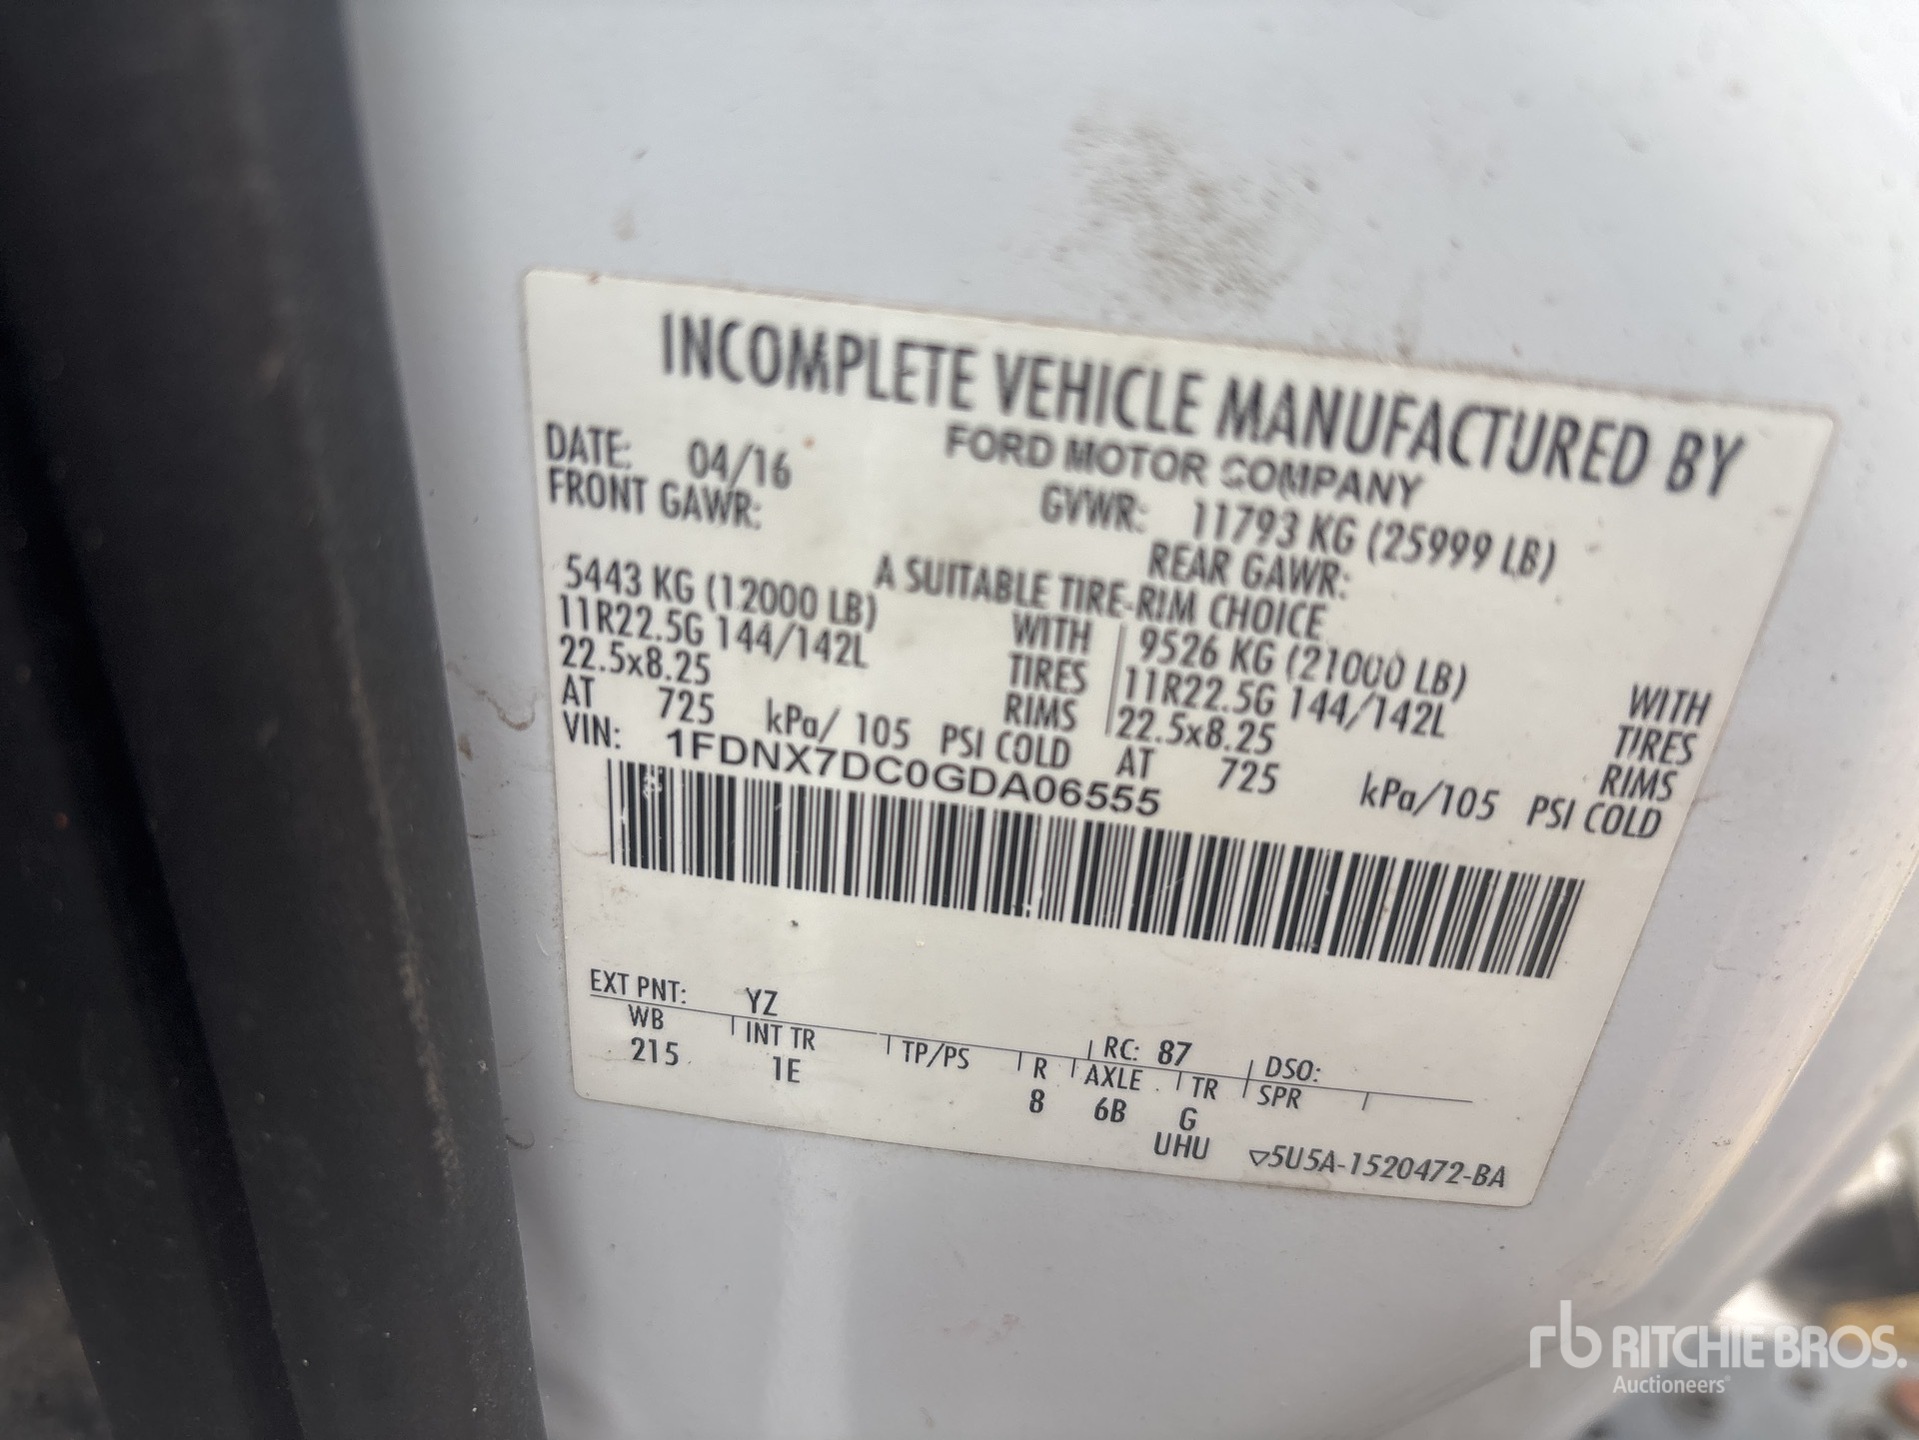 INCOMPLETE VEHICLE MANUFACTURED BY
FORD MOTOR COMPANY
DATE: 04/16 GVWR: 11793 KG (25999 LB)
FRONT GAWR: REAR GAWR:
A SUITABLE TIRE-RIM CHOICE
5443 KG (12000 LB) WITH 9526 KG (21000 LB) WITH
11R22.5G 144/142L TIRES 11R22.5G 144/142L TIRES
22.5x8.25 RIMS 22.5x8.25 RIMS
AT 725 kPa/ 105 PSI COLD AT 725 kPa/105 PSI COLD
VIN: 1FDNX7DC0GDA06555
EXT PNT: YZ RC: 87 DSO:
WB INT TR TP/PS R AXLE TR SPR
215 1E 8 6B G
UHU ▽5U5A-1520472-BA
rb RITCHIE BROS.
Auctioneers